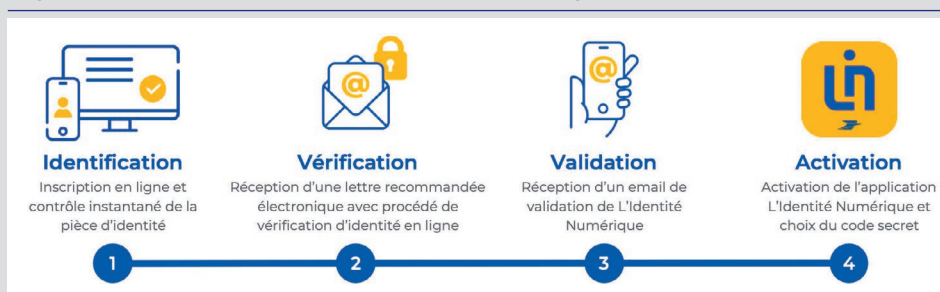 Identification
Inscription en ligne et
contrôle instantané de la
pièce d'identité
1
@
Vérification
Réception d'une lettre recommandée
électronique avec procédé de
vérification d'identité en ligne
2
@
Validation
Réception d'un email de
validation de L'Identité
Numérique
3
iN
Activation
Activation de l'application
L'Identité Numérique et
choix du code secret
4